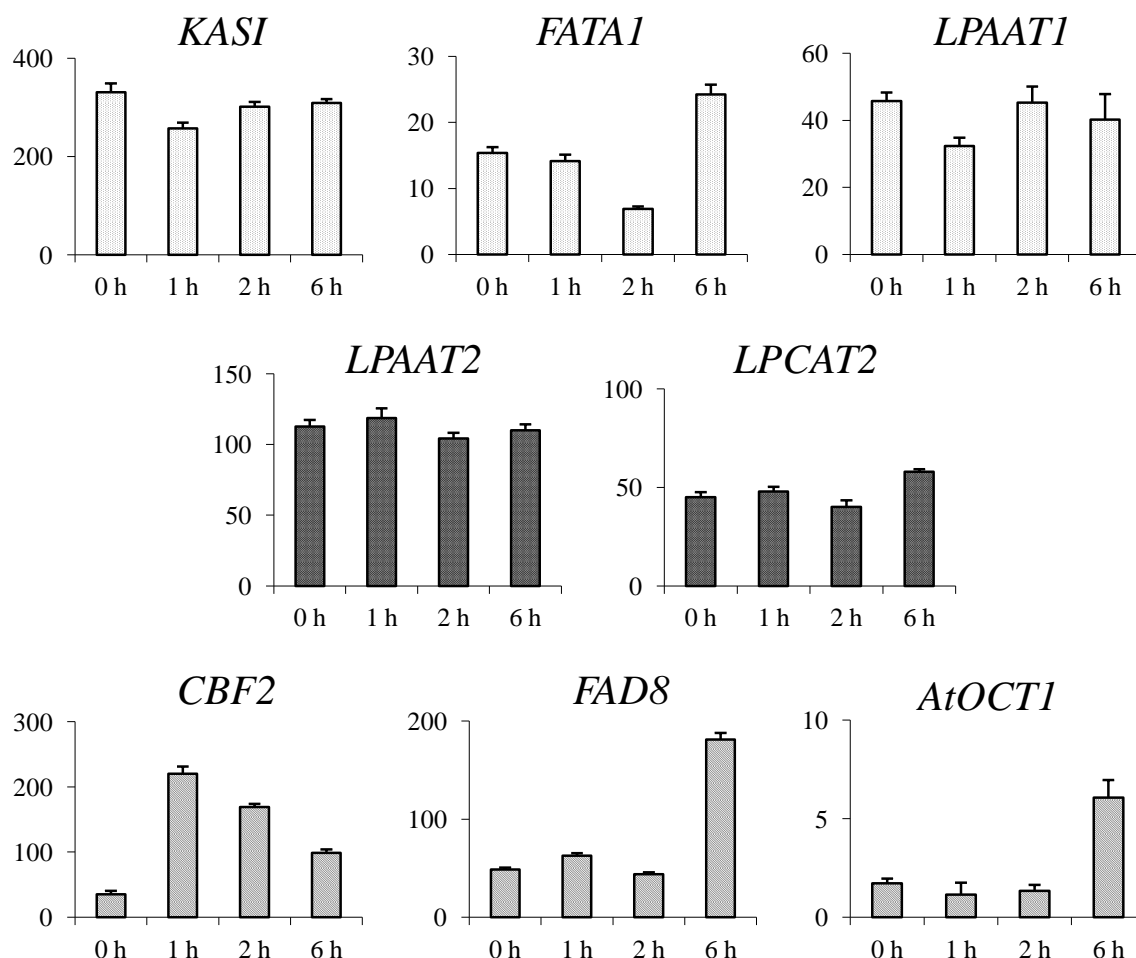 KASI FATA1 LPAAT1
400 30 60
20 40
200
10 20
0 0 0
0 h 1 h 2 h 6 h 0 h 1 h 2 h 6 h 0 h 1 h 2 h 6 h
LPAAT2 LPCAT2
150 100
100
50
50
0 0
0 h 1 h 2 h 6 h 0 h 1 h 2 h 6 h
CBF2 FAD8 AtOCT1
300 200 10
200
100 5
100
0 0 0
0 h 1 h 2 h 6 h 0 h 1 h 2 h 6 h 0 h 1 h 2 h 6 h